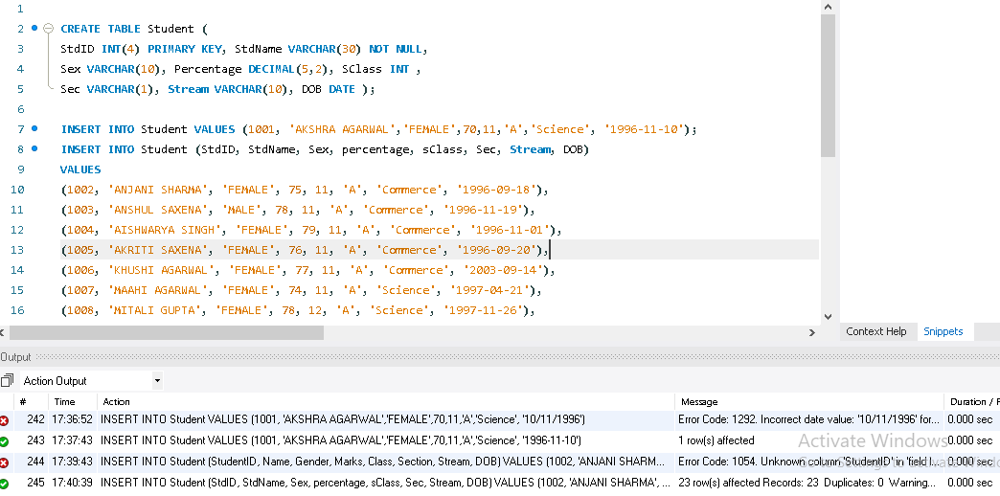 1
2 CREATE TABLE Student (
3 StdID INT(4) PRIMARY KEY, StdName VARCHAR(30) NOT NULL,
4 Sex VARCHAR(10), Percentage DECIMAL(5,2), SClass INT ,
5 Sec VARCHAR(1), Stream VARCHAR(10), DOB DATE );
6
7 INSERT INTO Student VALUES (1001, 'AKSHRA AGARWAL','FEMALE',70,11,'A','Science', '1996-11-10');
8 INSERT INTO Student (StdID, StdName, Sex, percentage, sClass, Sec, Stream, DOB)
9 VALUES
10 (1002, 'ANJANI SHARMA', 'FEMALE', 75, 11, 'A', 'Commerce', '1996-09-18'),
11 (1003, 'ANSHUL SAXENA', 'MALE', 78, 11, 'A', 'Commerce', '1996-11-19'),
12 (1004, 'AISHWARYA SINGH', 'FEMALE', 79, 11, 'A', 'Commerce', '1996-11-01'),
13 (1005, 'AKRITI SAXENA', 'FEMALE', 76, 11, 'A', 'Commerce', '1996-09-20'),
14 (1006, 'KHUSHI AGARWAL', 'FEMALE', 77, 11, 'A', 'Commerce', '2003-09-14'),
15 (1007, 'MAAHI AGARWAL', 'FEMALE', 74, 11, 'A', 'Science', '1997-04-21'),
16 (1008, 'MITALI GUPTA', 'FEMALE', 78, 12, 'A', 'Science', '1997-11-26'),
Context Help Snippets
Output
Action Output
# Time Action Message Duration / F
242 17:36:52 INSERT INTO Student VALUES (1001, 'AKSHRA AGARWAL','FEMALE',70,11,'A','Science', '10/11/1996') Error Code: 1292. Incorrect date value: '10/11/1996' for... 0.000 sec
243 17:37:43 INSERT INTO Student VALUES (1001, 'AKSHRA AGARWAL','FEMALE',70,11,'A','Science', '1996-11-10') 1 row(s) affected 0.000 sec
Activate Windows
244 17:39:43 INSERT INTO Student (StudentID, Name, Gender, Marks, Class, Section, Stream, DOB) VALUES (1002, 'ANJANI SHARM... Error Code: 1054. Unknown column 'StudentID' in 'field l... 0.000 sec
245 17:40:39 INSERT INTO Student (StdID, StdName, Sex, percentage, sClass, Sec, Stream, DOB) VALUES (1002, 'ANJANI SHARMA', ... 23 row(s) affected Records: 23 Duplicates: 0 Warning... 0.000 sec